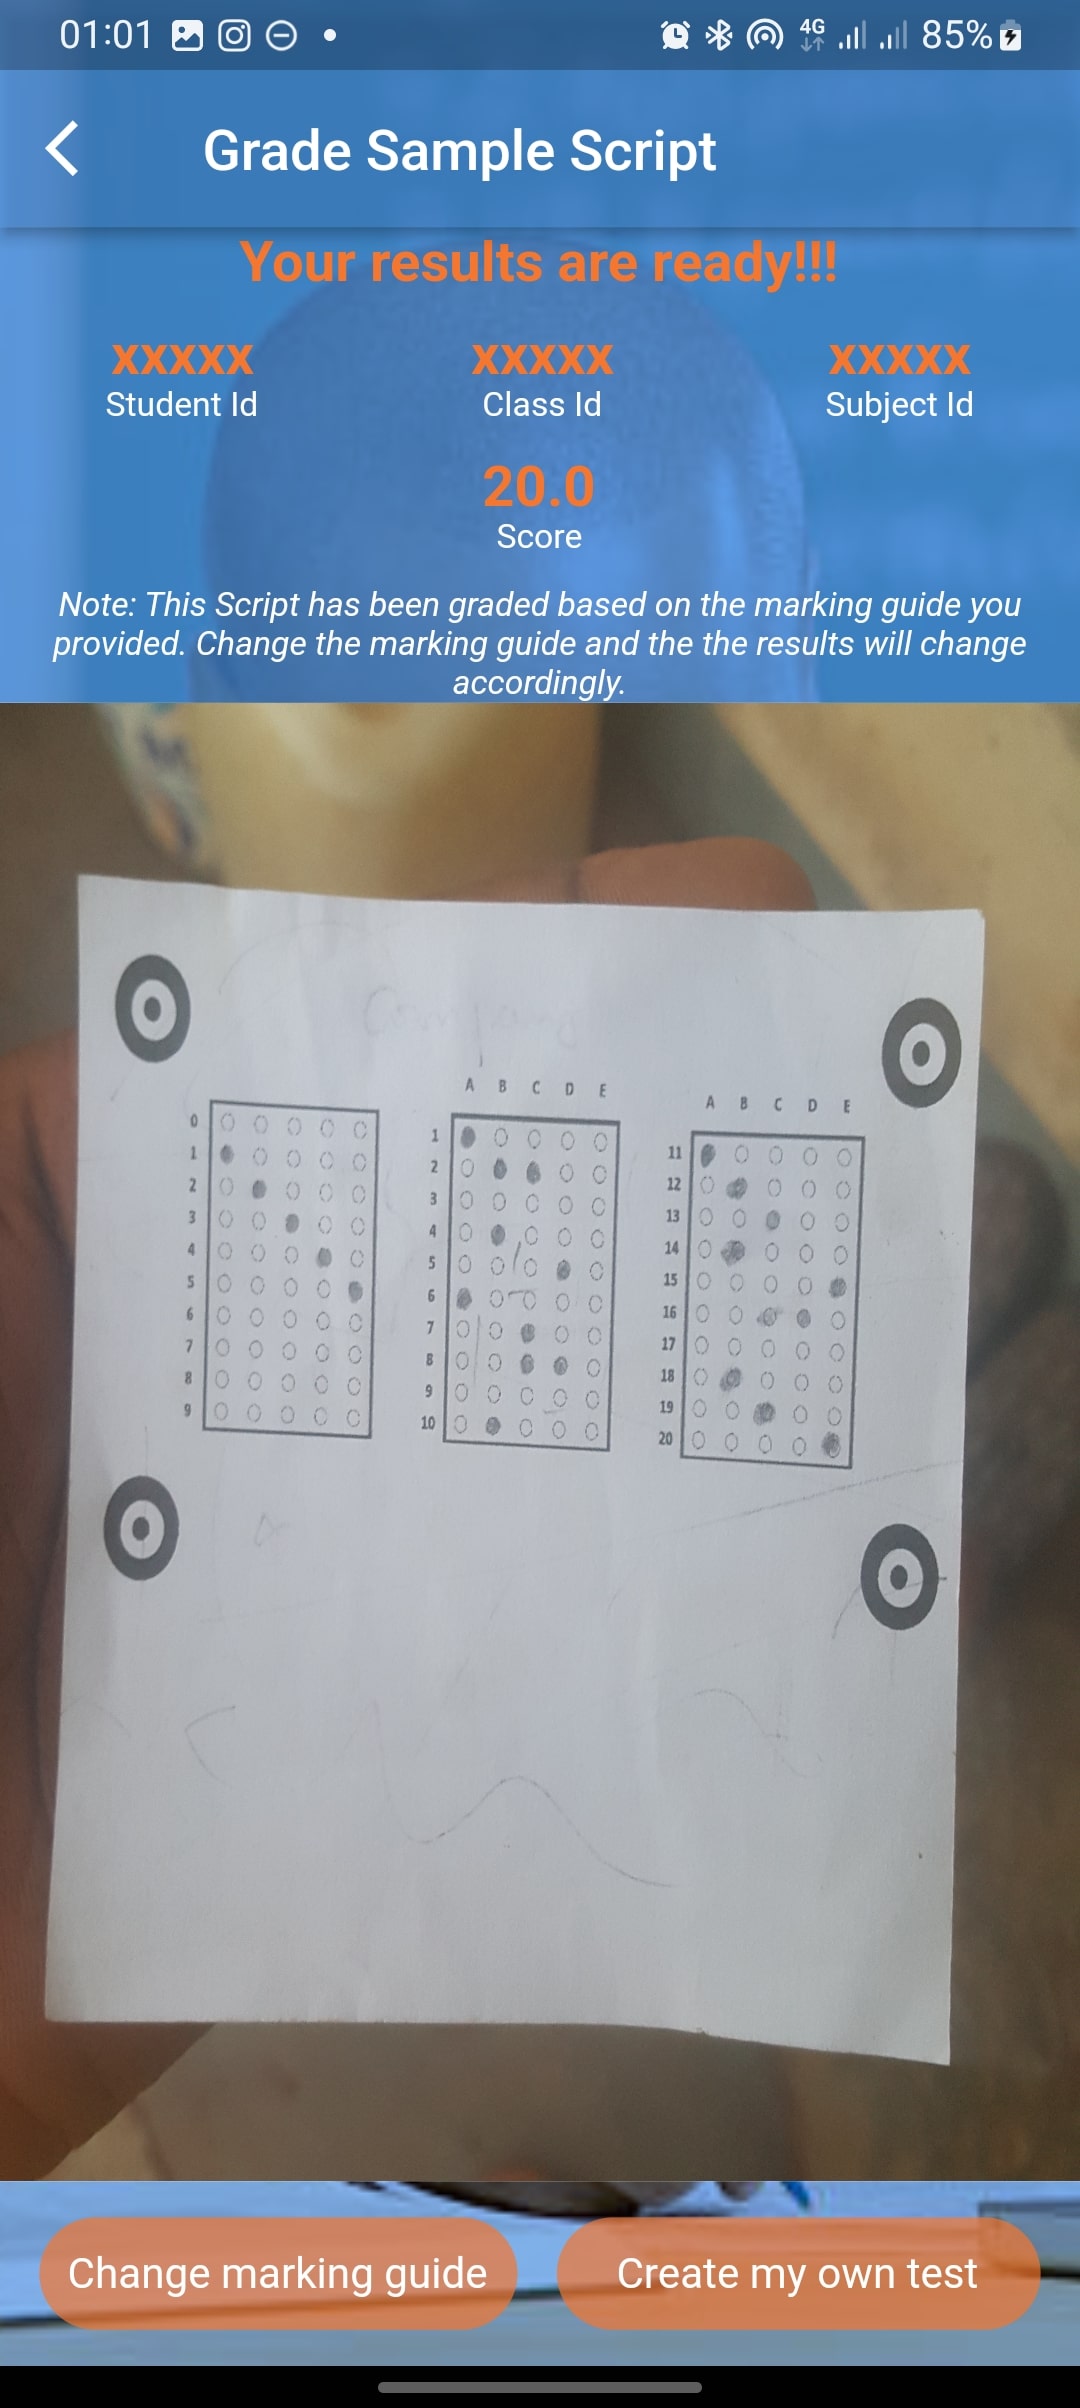 01:01 4G 85%
Grade Sample Script
Your results are ready!!!
xxxxx xxxxx xxxxx
Student Id Class Id Subject Id
20.0
Score
Note: This Script has been graded based on the marking guide you
provided. Change the marking guide and the the results will change
accordingly.
A B C D E
A B C D E
0
1
2
3
4
5
6
7
8
9
1
2
3
4
5
6
7
8
9
10
11
12
13
14
15
16
17
18
19
20
Change marking guide
Create my own test